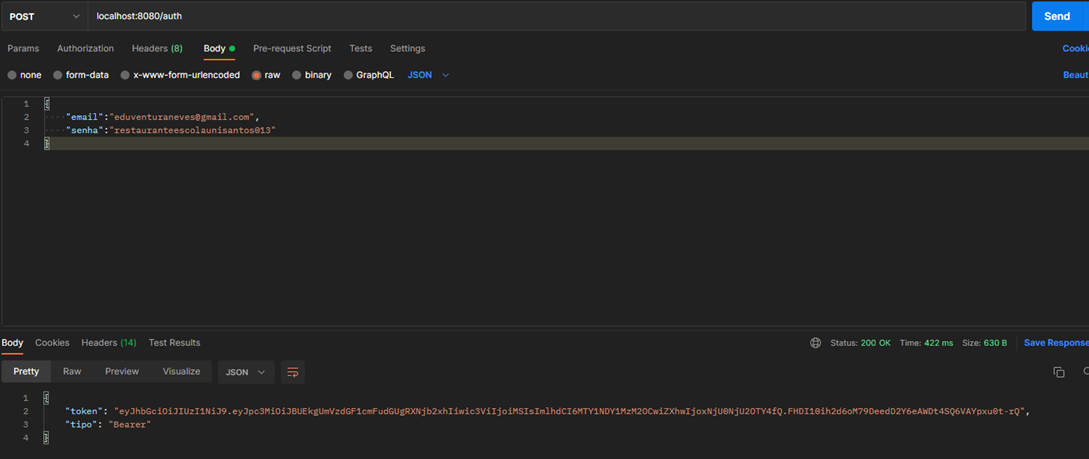 POST localhost:8080/auth Send
Params Authorization Headers (8) Body Pre-request Script Tests Settings Cookie
none form-data x-www-form-urlencoded raw binary GraphQL JSON Beaut
1 {
2 "email":"eduventuraneves@gmail.com",
3 "senha":"restauranteescolaunisantos013"
4 }
Body Cookies Headers (14) Test Results Status: 200 OK Time: 422 ms Size: 630 B Save Response
Pretty Raw Preview Visualize JSON
1 {
2 "token": "eyJhbGciOiJIUzI1NiJ9.eyJpc3MiOiJBUEkgUmVzdGF1cmFudGUgRXNjb2xhIiwic3ViIjoiMSIsImlhdCI6MTY1NDY1MzM2OCwiZXhwIjoxNjU0NjU2OTY4fQ.FHDI10ih2d6oM79DeedD2Y6eAWDt4SQ6VAYpxu0t-rQ",
3 "tipo": "Bearer"
4 }